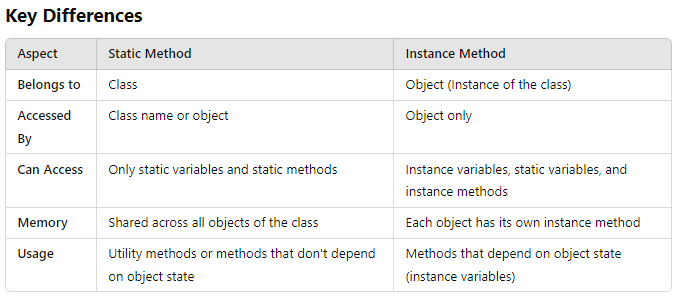 Key Differences
Aspect Static Method Instance Method
Belongs to Class Object (Instance of the class)
Accessed By Class name or object Object only
Can Access Only static variables and static methods Instance variables, static variables, and instance methods
Memory Shared across all objects of the class Each object has its own instance method
Usage Utility methods or methods that don't depend on object state Methods that depend on object state (instance variables)